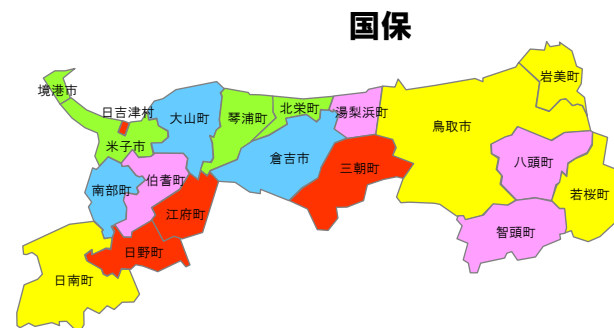 国保
岩美町
境港市
日吉津村
大山町
琴浦町
北栄町
湯梨浜町
鳥取市
米子市
倉吉市
三朝町
八頭町
南部町
伯耆町
若桜町
江府町
智頭町
日野町
日南町